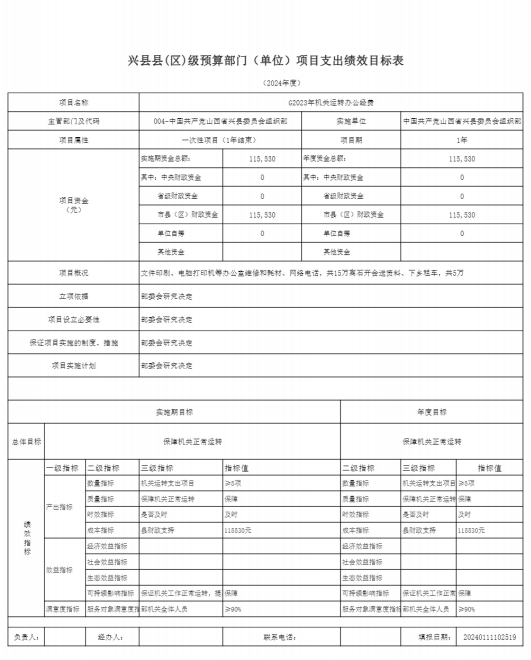 兴县县(区)级预算部门（单位）项目支出绩效目标表
（2024年度）
项目名称 G2023年机关运转办公经费
主管部门及代码 004-中国共产党山西省兴县委员会组织部 实施单位 中国共产党山西省兴县委员会组织部
项目属性 一次性项目（1年结束） 项目期 1年
项目资金（元） 实施期资金总额： 115,530 年度资金总额： 115,530
其中：中央财政资金 0 其中：中央财政资金 0
省级财政资金 0 省级财政资金 0
市县（区）财政资金 115,530 市县（区）财政资金 115,530
单位自筹 0 单位自筹 0
其他资金 其他资金
项目概况 文件印刷、电脑打印机等办公室维修和耗材、网络电话，共15万离石开会送资料、下乡租车，共5万
立项依据 部委会研究决定
项目设立必要性 部委会研究决定
保证项目实施的制度、措施 部委会研究决定
项目实施计划 部委会研究决定
实施期目标 年度目标
总体目标 保障机关正常运转 保障机关正常运转
绩效指标 一级指标 二级指标 三级指标 指标值 二级指标 三级指标 指标值
产出指标 数量指标 机关运转支出项目 ≥5项 数量指标 机关运转支出项目 ≥5项
质量指标 保障机关正常运转 保障 质量指标 保障机关正常运转 保障
时效指标 是否及时 及时 时效指标 是否及时 及时
成本指标 县财政支持 115530元 成本指标 县财政支持 115530元
效益指标 经济效益指标 经济效益指标
社会效益指标 社会效益指标
生态效益指标 生态效益指标
可持续影响指标 保证机关工作正常运转，提 保障 可持续影响指标 保证机关工作正常 保障
满意度指标 服务对象满意度指标 部机关全体人员 ≥90% 服务对象满意度指标 部机关全体人员 ≥90%
负责人： 经办人： 联系电话： 填报日期： 20240111102519